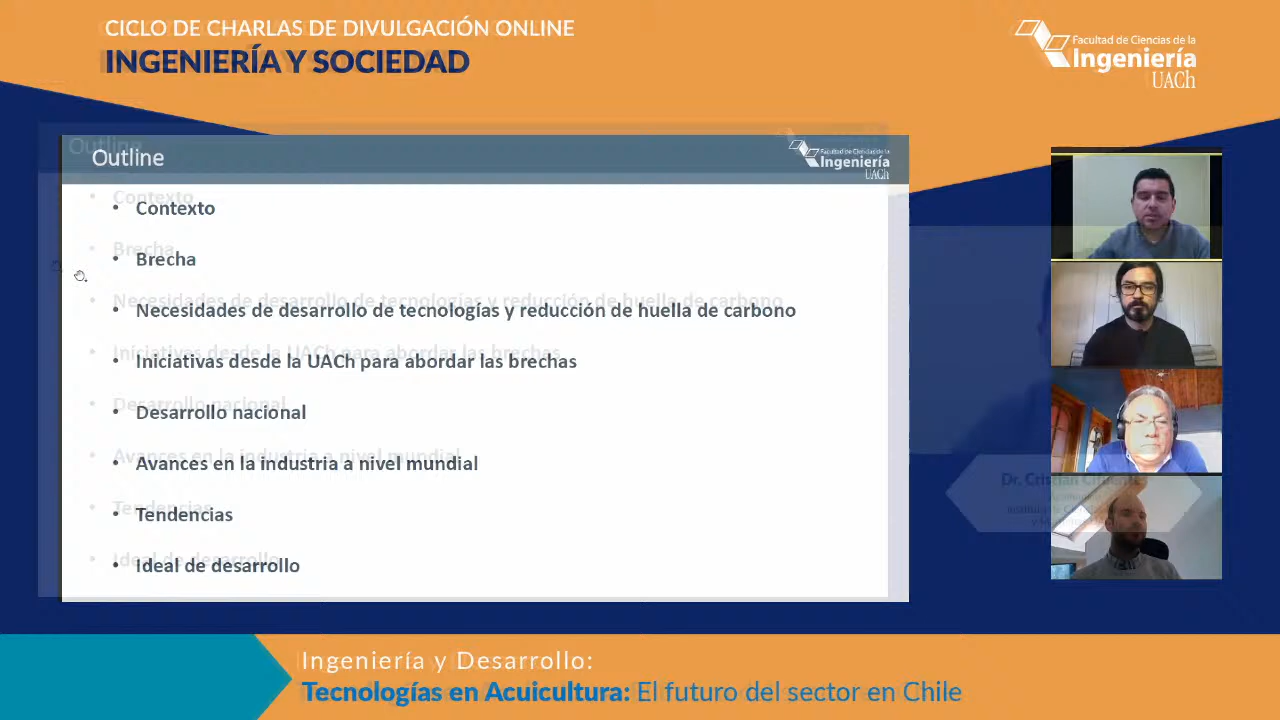 CICLO DE CHARLAS DE DIVULGACIÓN ONLINE
INGENIERÍA Y SOCIEDAD
Facultad de Ciencias de la
Ingeniería
UACh
Outline
Facultad de Ciencias de la
Ingeniería
UACh
• Contexto
• Brecha
• Necesidades de desarrollo de tecnologías y reducción de huella de carbono
• Iniciativas desde la UACh para abordar las brechas
• Desarrollo nacional
• Avances en la industria a nivel mundial
• Tendencias
• Ideal de desarrollo
Dr. Cristian
Ingeniería y Desarrollo:
Tecnologías en Acuicultura: El futuro del sector en Chile